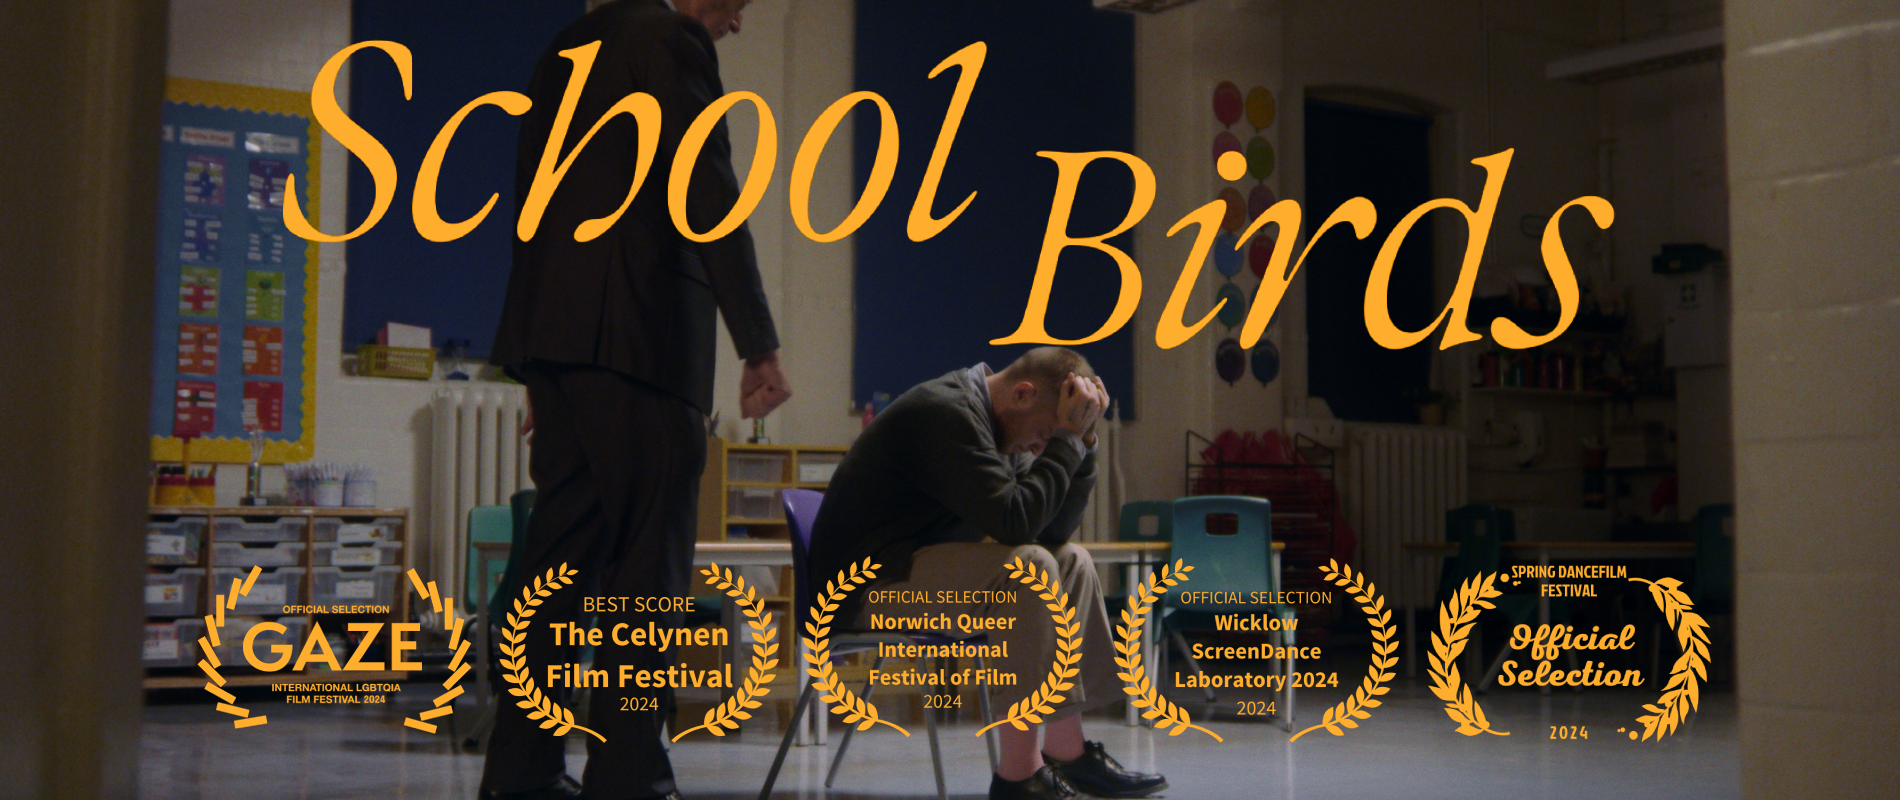 School
Birds
OFFICIAL SELECTION
GAZE
INTERNATIONAL LGBTQIA
FILM FESTIVAL 2024
BEST SCORE
The Celynen
Film Festival
2024
OFFICIAL SELECTION
Norwich Queer
International
Festival of Film
2024
OFFICIAL SELECTION
Wicklow
ScreenDance
Laboratory 2024
2024
SPRING DANCEFILM
FESTIVAL
Official
Selection
2024